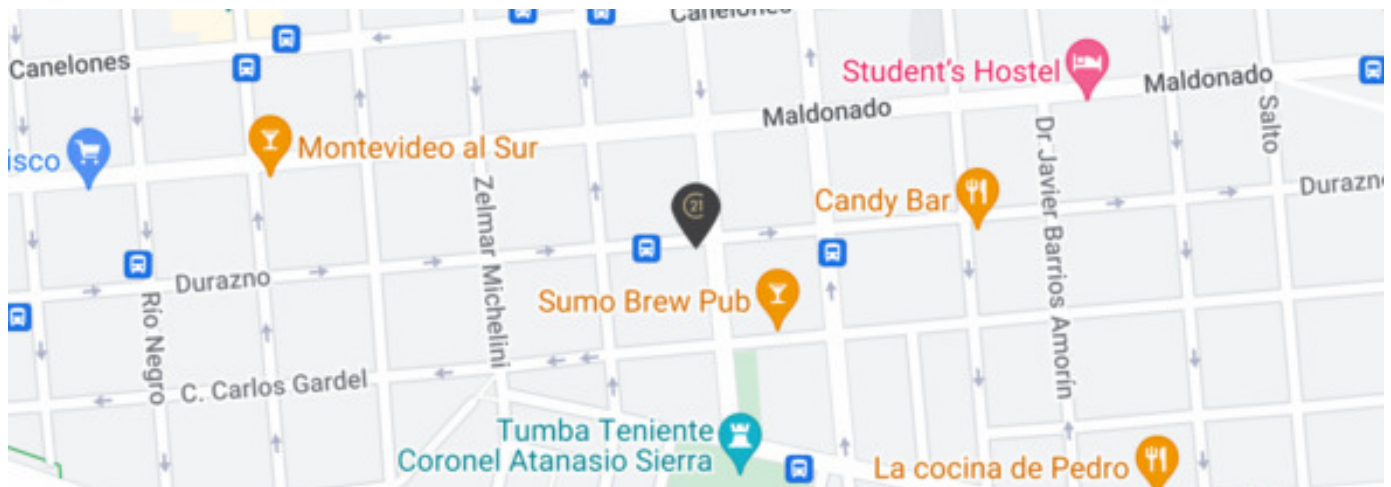 Canelones
Canelones
Student's Hostel
Maldonado
Maldonado
Salto
isco
Montevideo al Sur
Dr Javier Barrios Amorín
Zelmar Michelini
21
Candy Bar
Durazno
Durazno
Río Negro
Sumo Brew Pub
C. Carlos Gardel
Tumba Teniente
Coronel Atanasio Sierra
La cocina de Pedro